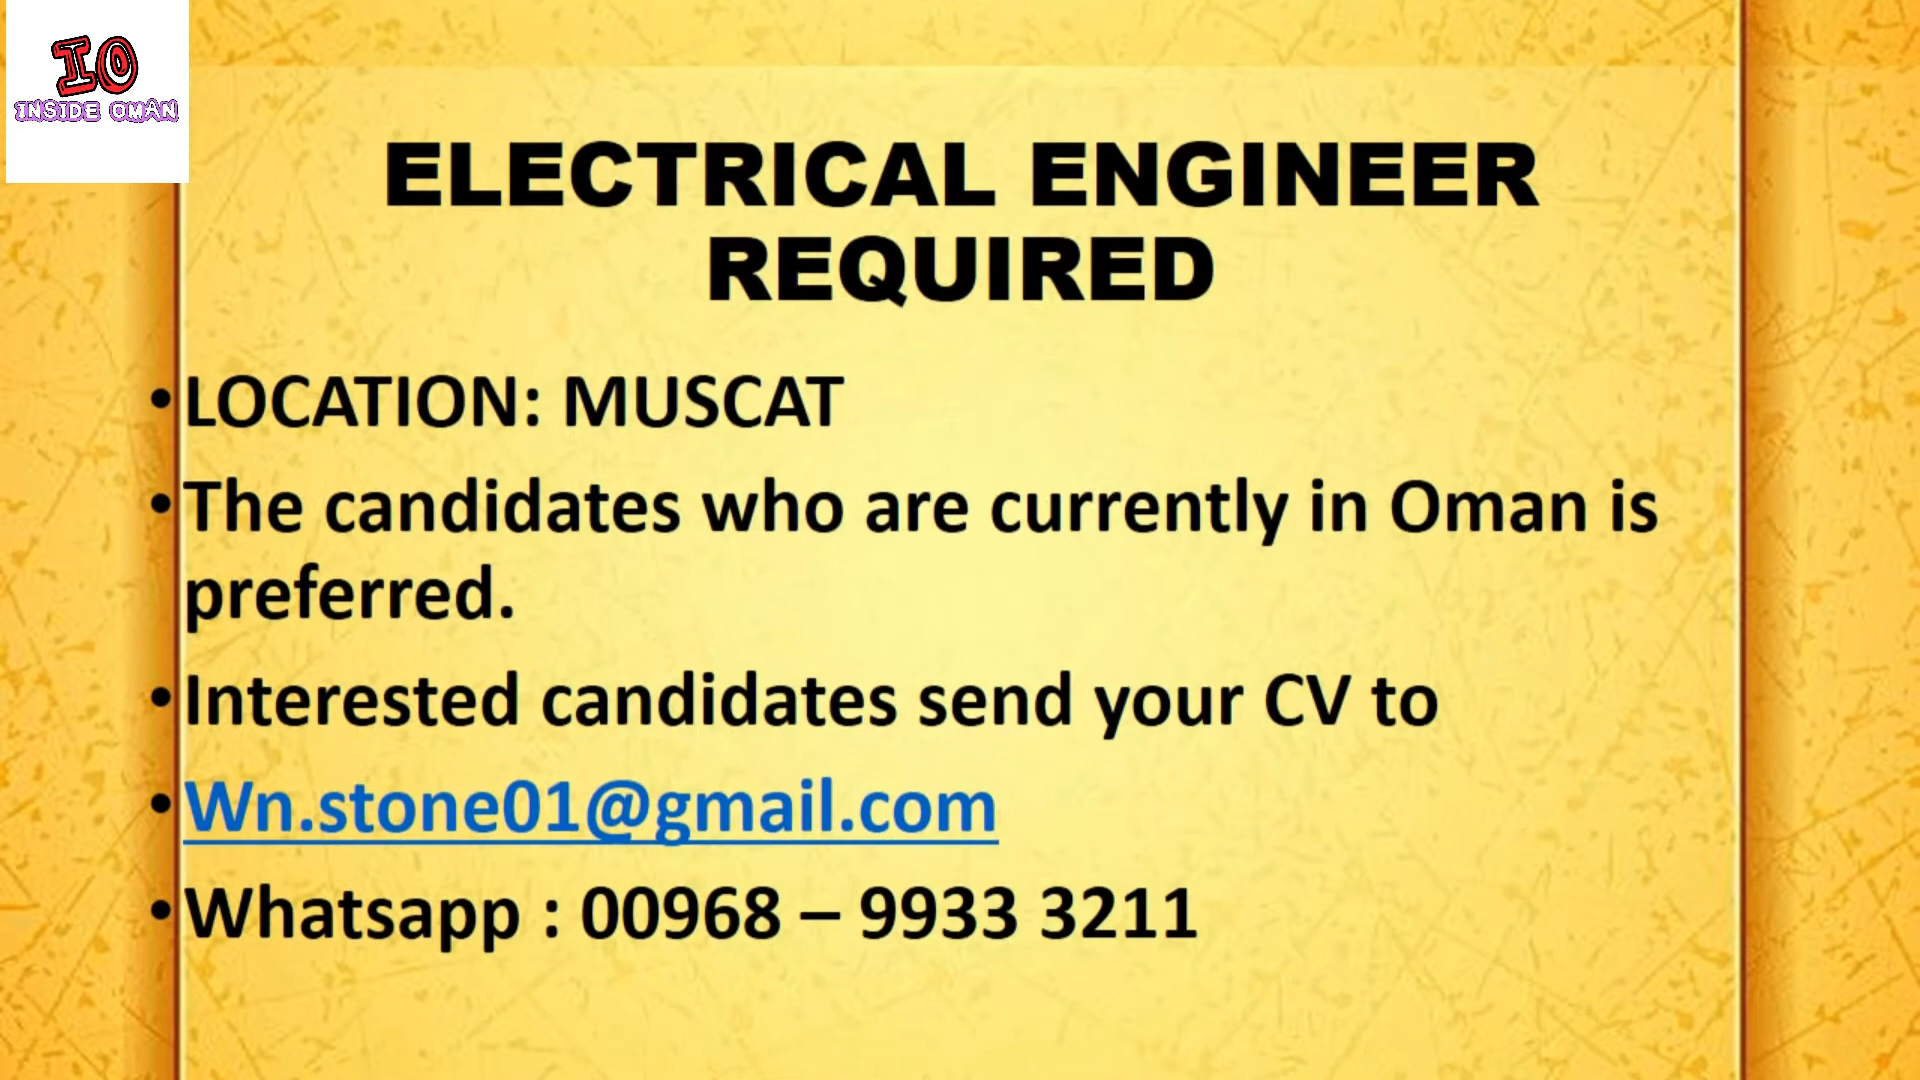 IO
INSIDE OMAN
ELECTRICAL ENGINEER
REQUIRED
• LOCATION: MUSCAT
• The candidates who are currently in Oman is
preferred.
• Interested candidates send your CV to
• Wn.stone01@gmail.com
• Whatsapp : 00968 – 9933 3211